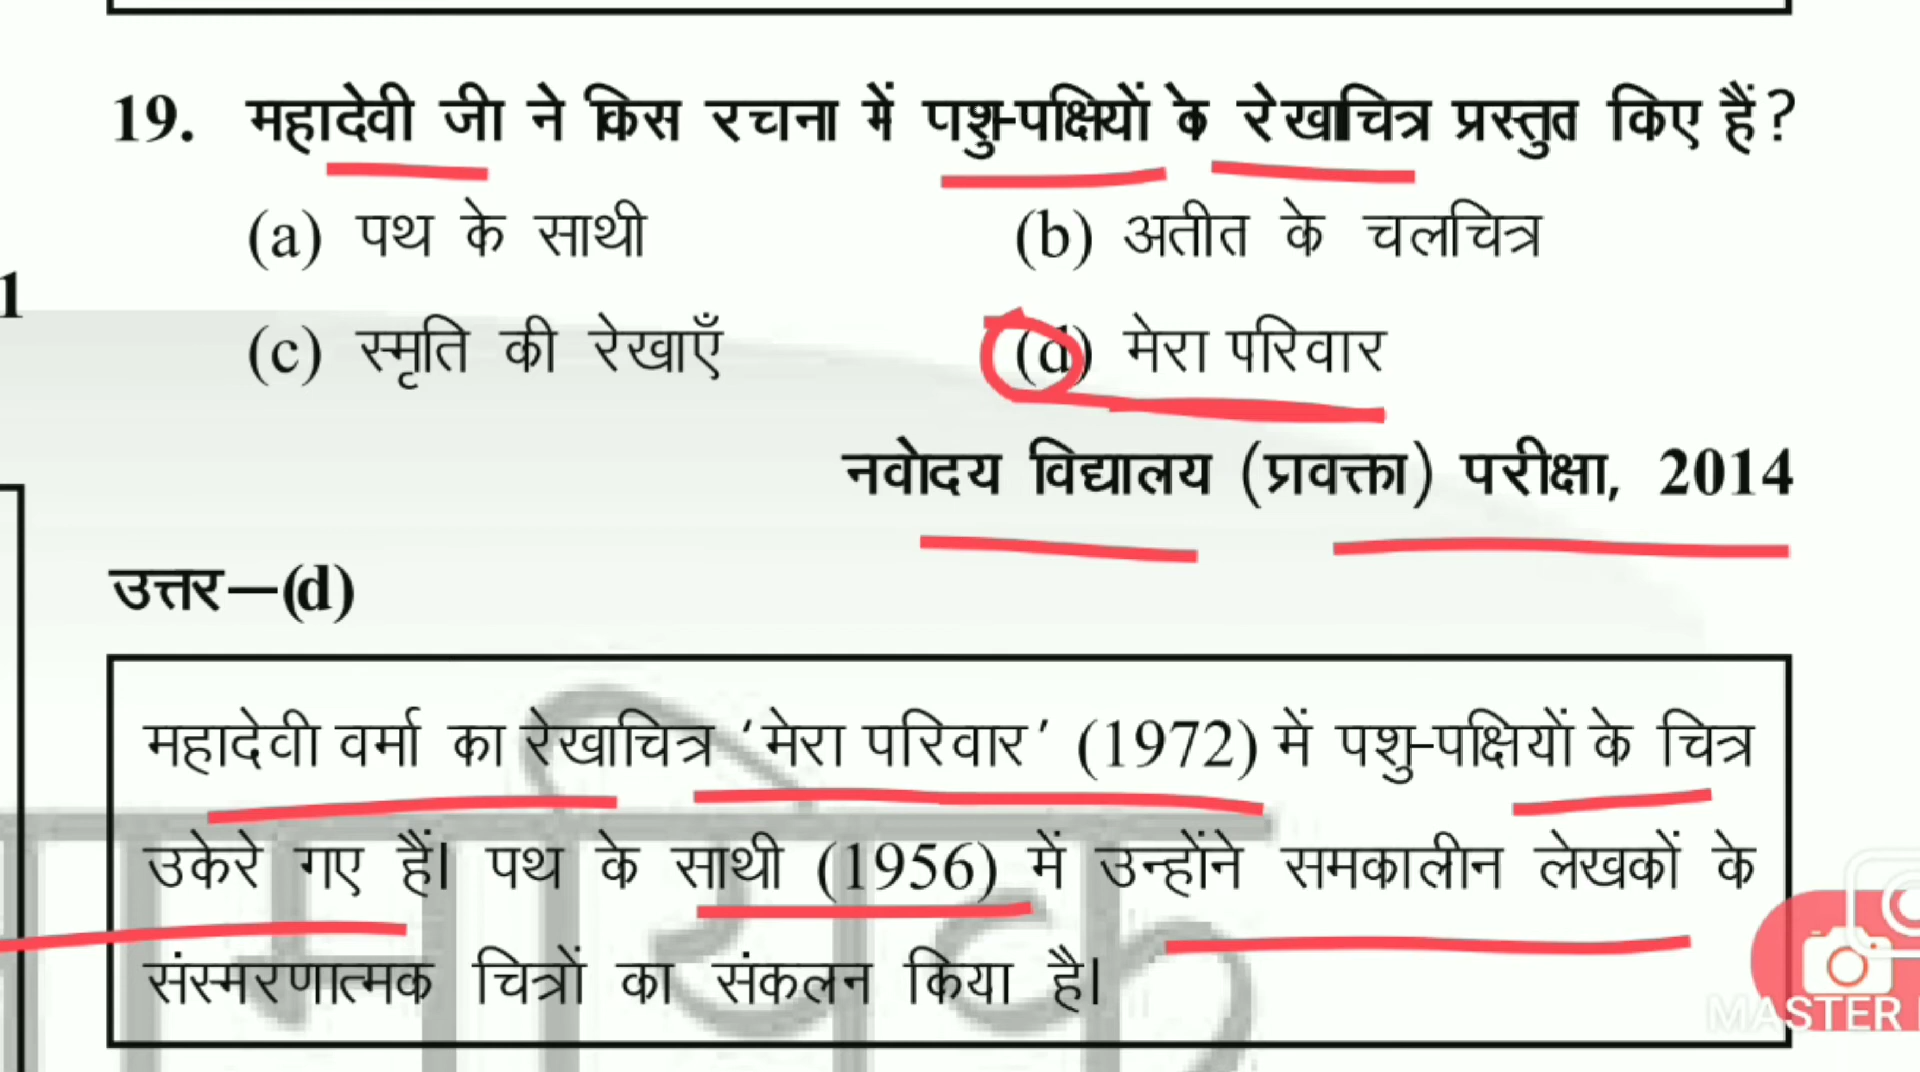 19. महादेवी जी ने किस रचना में पशु-पक्षियों के रेखाचित्र प्रस्तुत किए हैं?
(a) पथ के साथी (b) अतीत के चलचित्र
1
(c) स्मृति की रेखाएँ (d) मेरा परिवार
नवोदय विद्यालय (प्रवक्ता) परीक्षा, 2014
उत्तर—(d)
महादेवी वर्मा का रेखाचित्र ‘मेरा परिवार’ (1972) में पशु-पक्षियों के चित्र
उकेरे गए हैं। पथ के साथी (1956) में उन्होंने समकालीन लेखकों के
संस्मरणात्मक चित्रों का संकलन किया है।
MASTER